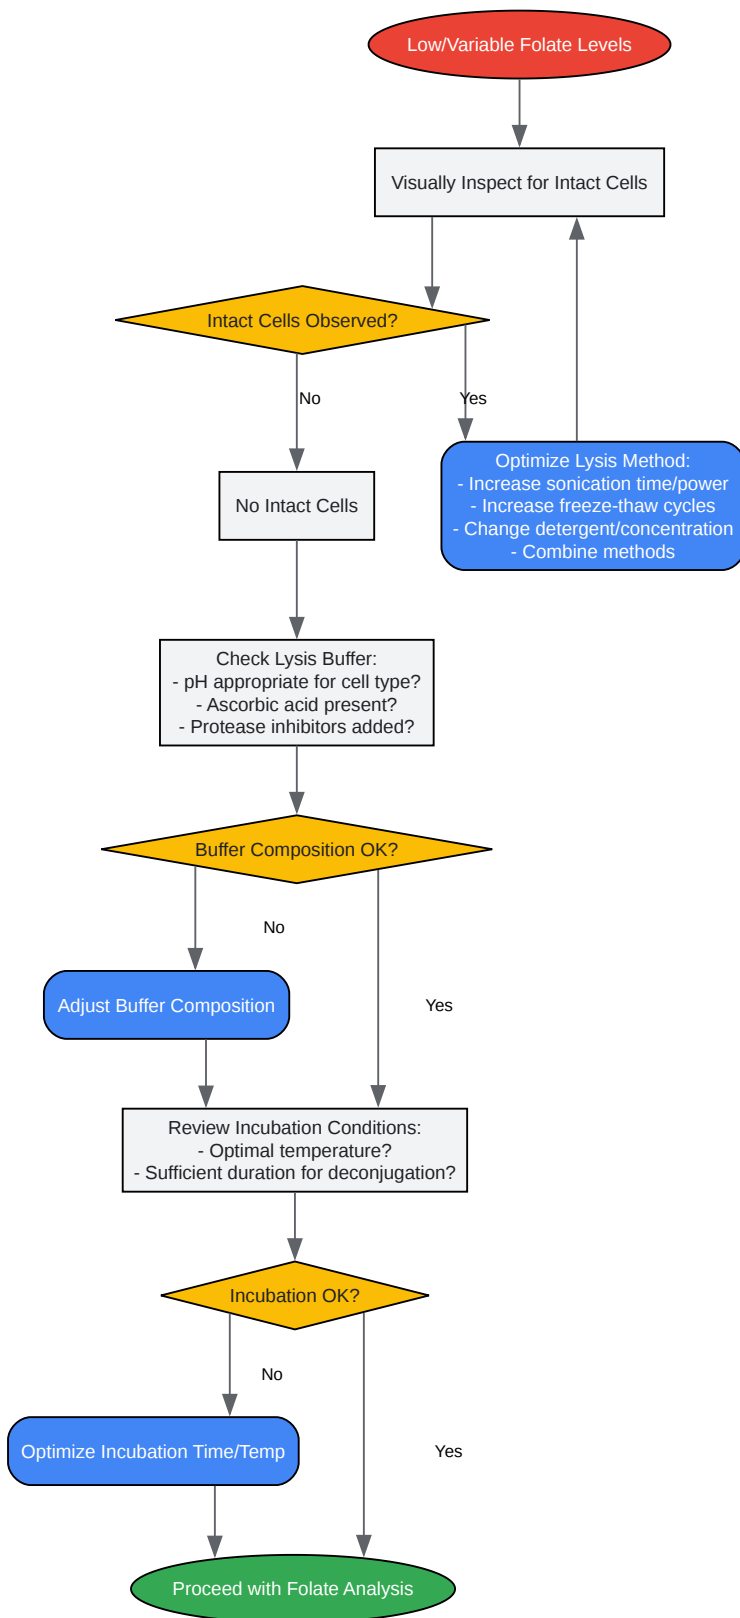 Low/Variable Folate Levels
Visually Inspect for Intact Cells
Intact Cells Observed?
No
Yes
Optimize Lysis Method:
- Increase sonication time/power
- Increase freeze-thaw cycles
- Change detergent/concentration
- Combine methods
No Intact Cells
Check Lysis Buffer:
- pH appropriate for cell type?
- Ascorbic acid present?
- Protease inhibitors added?
Buffer Composition OK?
No
Adjust Buffer Composition
Yes
Review Incubation Conditions:
- Optimal temperature?
- Sufficient duration for deconjugation?
Incubation OK?
No
Optimize Incubation Time/Temp
Yes
Proceed with Folate Analysis